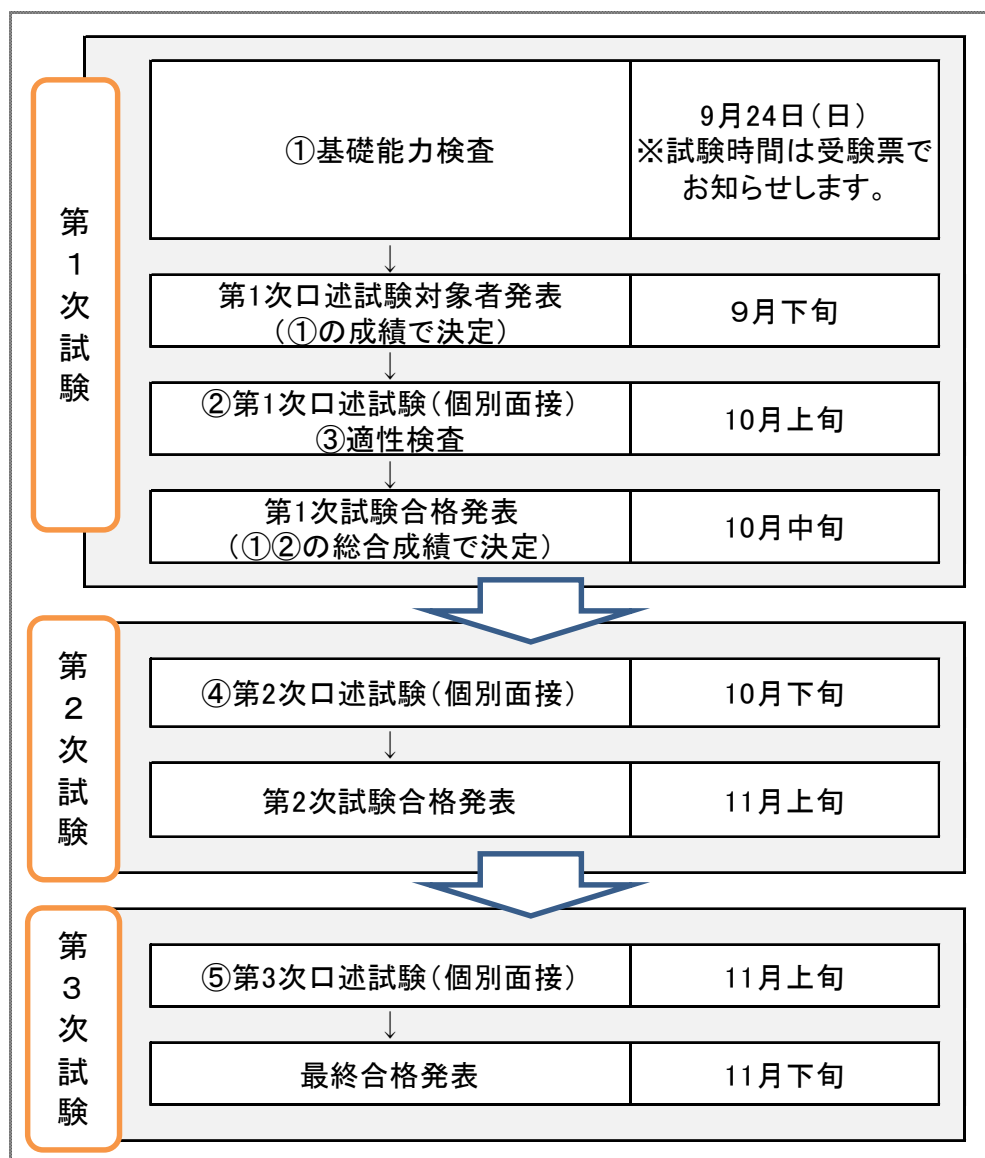 第1次試験
①基礎能力検査
9月24日(日)
※試験時間は受験票で
お知らせします。
↓
第1次口述試験対象者発表
(①の成績で決定)
9月下旬
↓
②第1次口述試験(個別面接)
③適性検査
10月上旬
↓
第1次試験合格発表
(①②の総合成績で決定)
10月中旬
第2次試験
④第2次口述試験(個別面接)
10月下旬
↓
第2次試験合格発表
11月上旬
第3次試験
⑤第3次口述試験(個別面接)
11月上旬
↓
最終合格発表
11月下旬